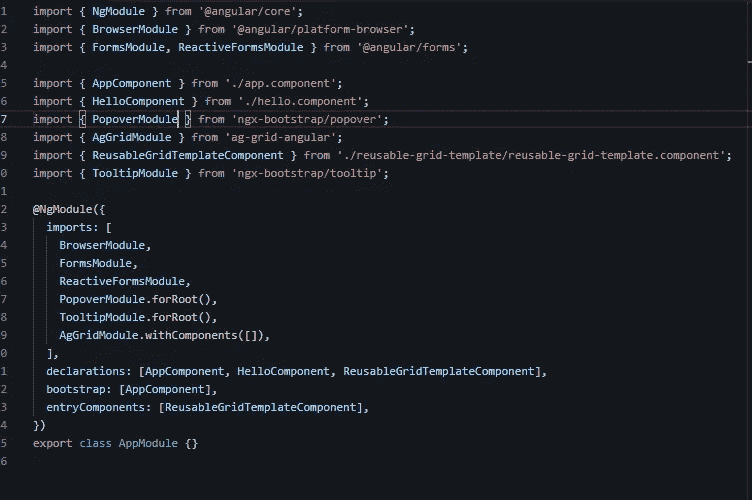 1 import { NgModule } from '@angular/core';
2 import { BrowserModule } from '@angular/platform-browser';
3 import { FormsModule, ReactiveFormsModule } from '@angular/forms';
4
5 import { AppComponent } from './app.component';
6 import { HelloComponent } from './hello.component';
7 import { PopoverModule } from 'ngx-bootstrap/popover';
8 import { AgGridModule } from 'ag-grid-angular';
9 import { ReusableGridTemplateComponent } from './reusable-grid-template/reusable-grid-template.component';
0 import { TooltipModule } from 'ngx-bootstrap/tooltip';
1
2 @NgModule({
3   imports: [
4     BrowserModule,
5     FormsModule,
6     ReactiveFormsModule,
7     PopoverModule.forRoot(),
8     TooltipModule.forRoot(),
9     AgGridModule.withComponents([]),
0   ],
1   declarations: [AppComponent, HelloComponent, ReusableGridTemplateComponent],
2   bootstrap: [AppComponent],
3   entryComponents: [ReusableGridTemplateComponent],
4 })
5 export class AppModule {}
6